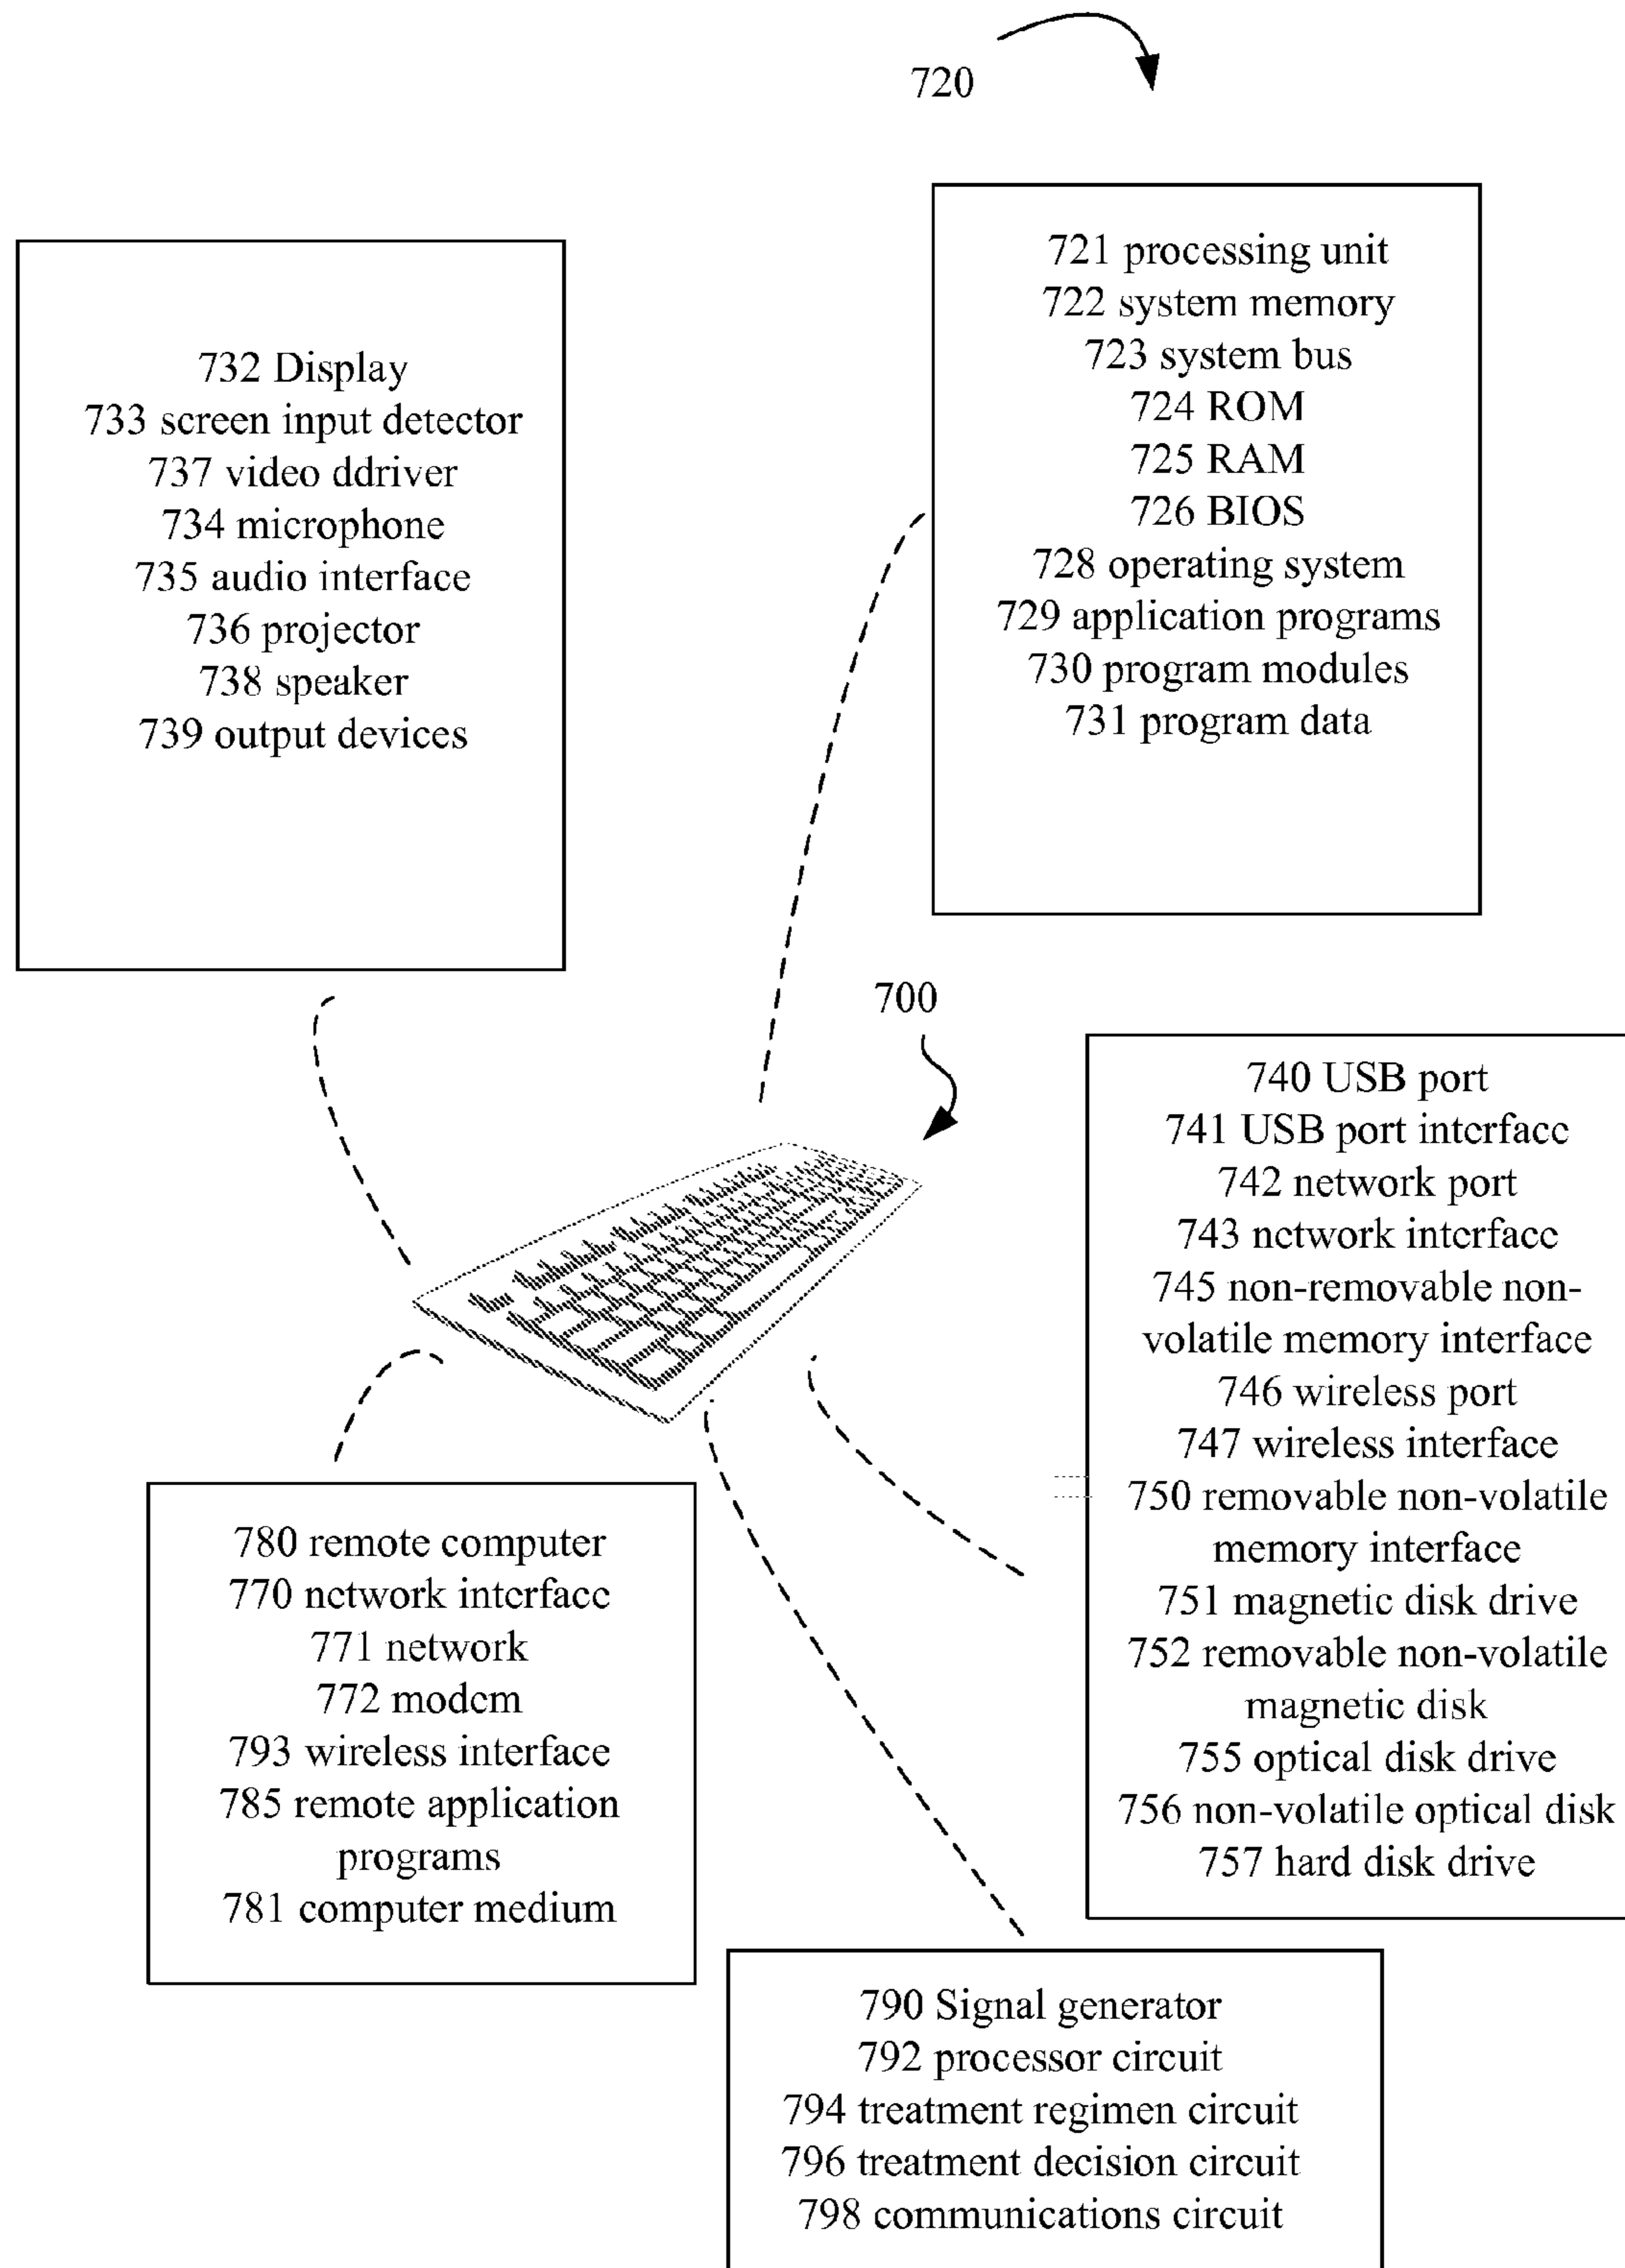 720
721 processing unit
722 system memory
723 system bus
724 ROM
725 RAM
726 BIOS
728 operating system
729 application programs
730 program modules
731 program data
732 Display
733 screen input detector
737 video ddriver
734 microphone
735 audio interface
736 projector
738 speaker
739 output devices
700
740 USB port
741 USB port interface
742 network port
743 network interface
745 non-removable non-
volatile memory interface
746 wireless port
747 wireless interface
750 removable non-volatile
memory interface
751 magnetic disk drive
752 removable non-volatile
magnetic disk
755 optical disk drive
756 non-volatile optical disk
757 hard disk drive
780 remote computer
770 network interface
771 network
772 modem
793 wireless interface
785 remote application
programs
781 computer medium
790 Signal generator
792 processor circuit
794 treatment regimen circuit
796 treatment decision circuit
798 communications circuit